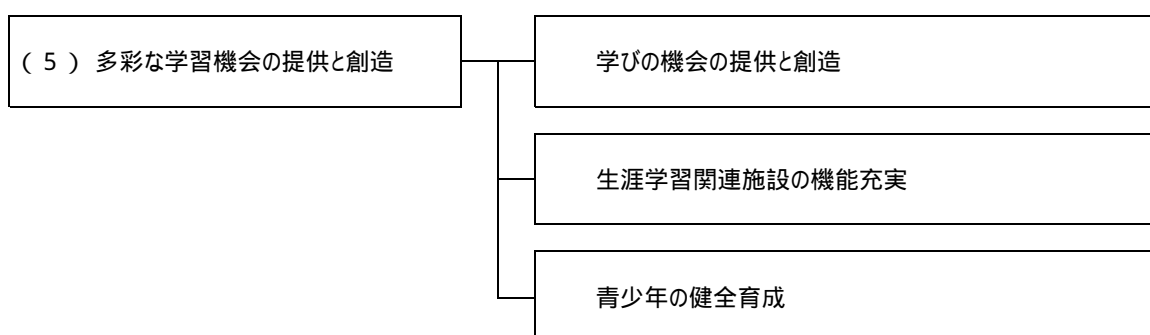 (5) 多彩な学習機会の提供と創造
学びの機会の提供と創造
生涯学習関連施設の機能充実
青少年の健全育成